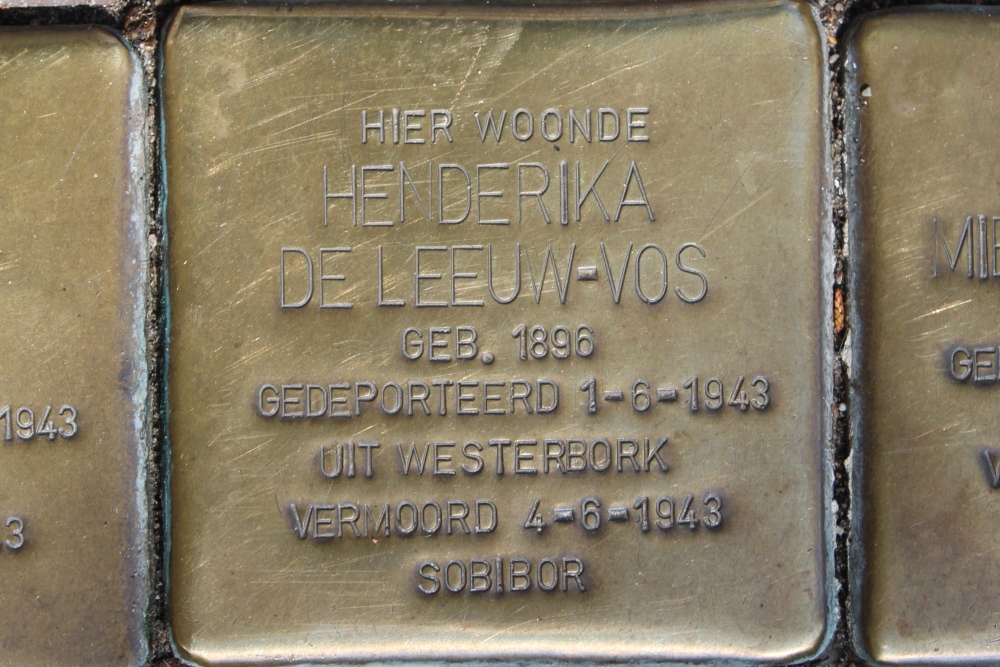 HIER WOONDE
HENDERIKA
DE LEEUW-VOS
GEB. 1896
GEDEPORTEERD 1-6-1943
UIT WESTERBORK
VERMOORD 4-6-1943
SOBIBOR
1943